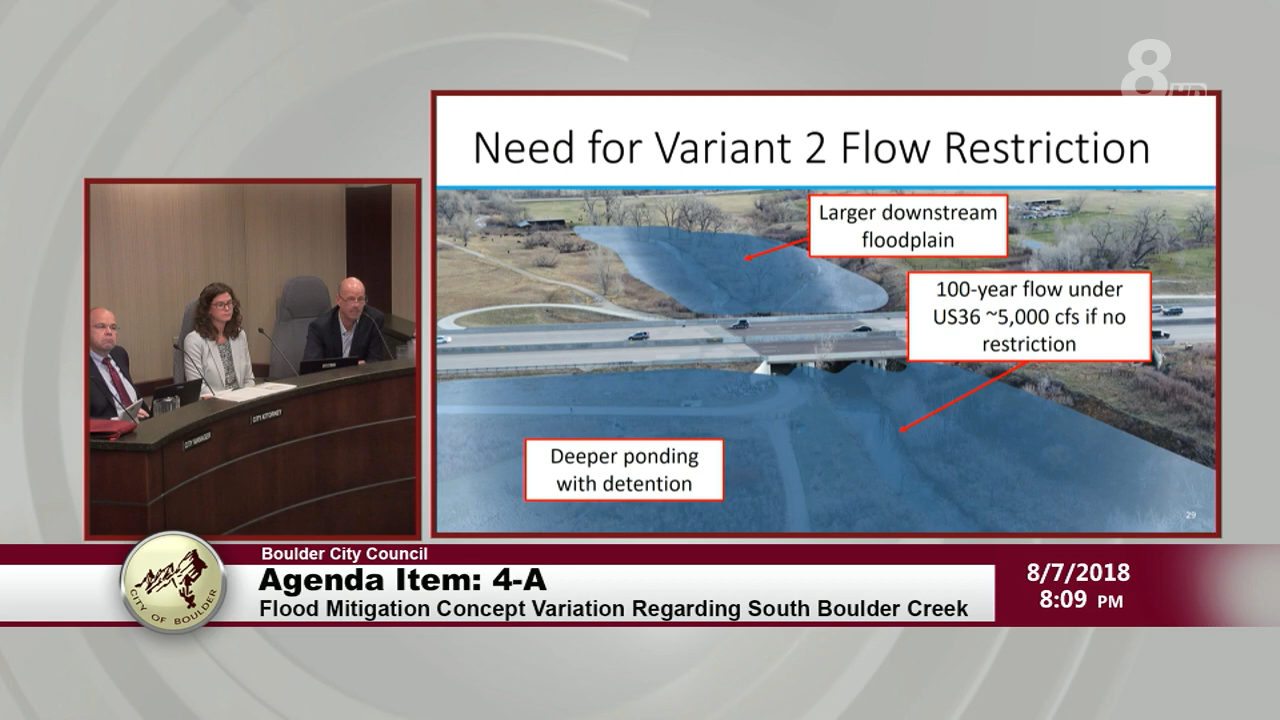 8
HD
Need for Variant 2 Flow Restriction
Larger downstream
floodplain
100-year flow under
US36 ~5,000 cfs if no
restriction
Deeper ponding
with detention
29
CITY MANAGER
CITY ATTORNEY
Boulder City Council
Agenda Item: 4-A
Flood Mitigation Concept Variation Regarding South Boulder Creek
8/7/2018
8:09 PM
CITY OF BOULDER